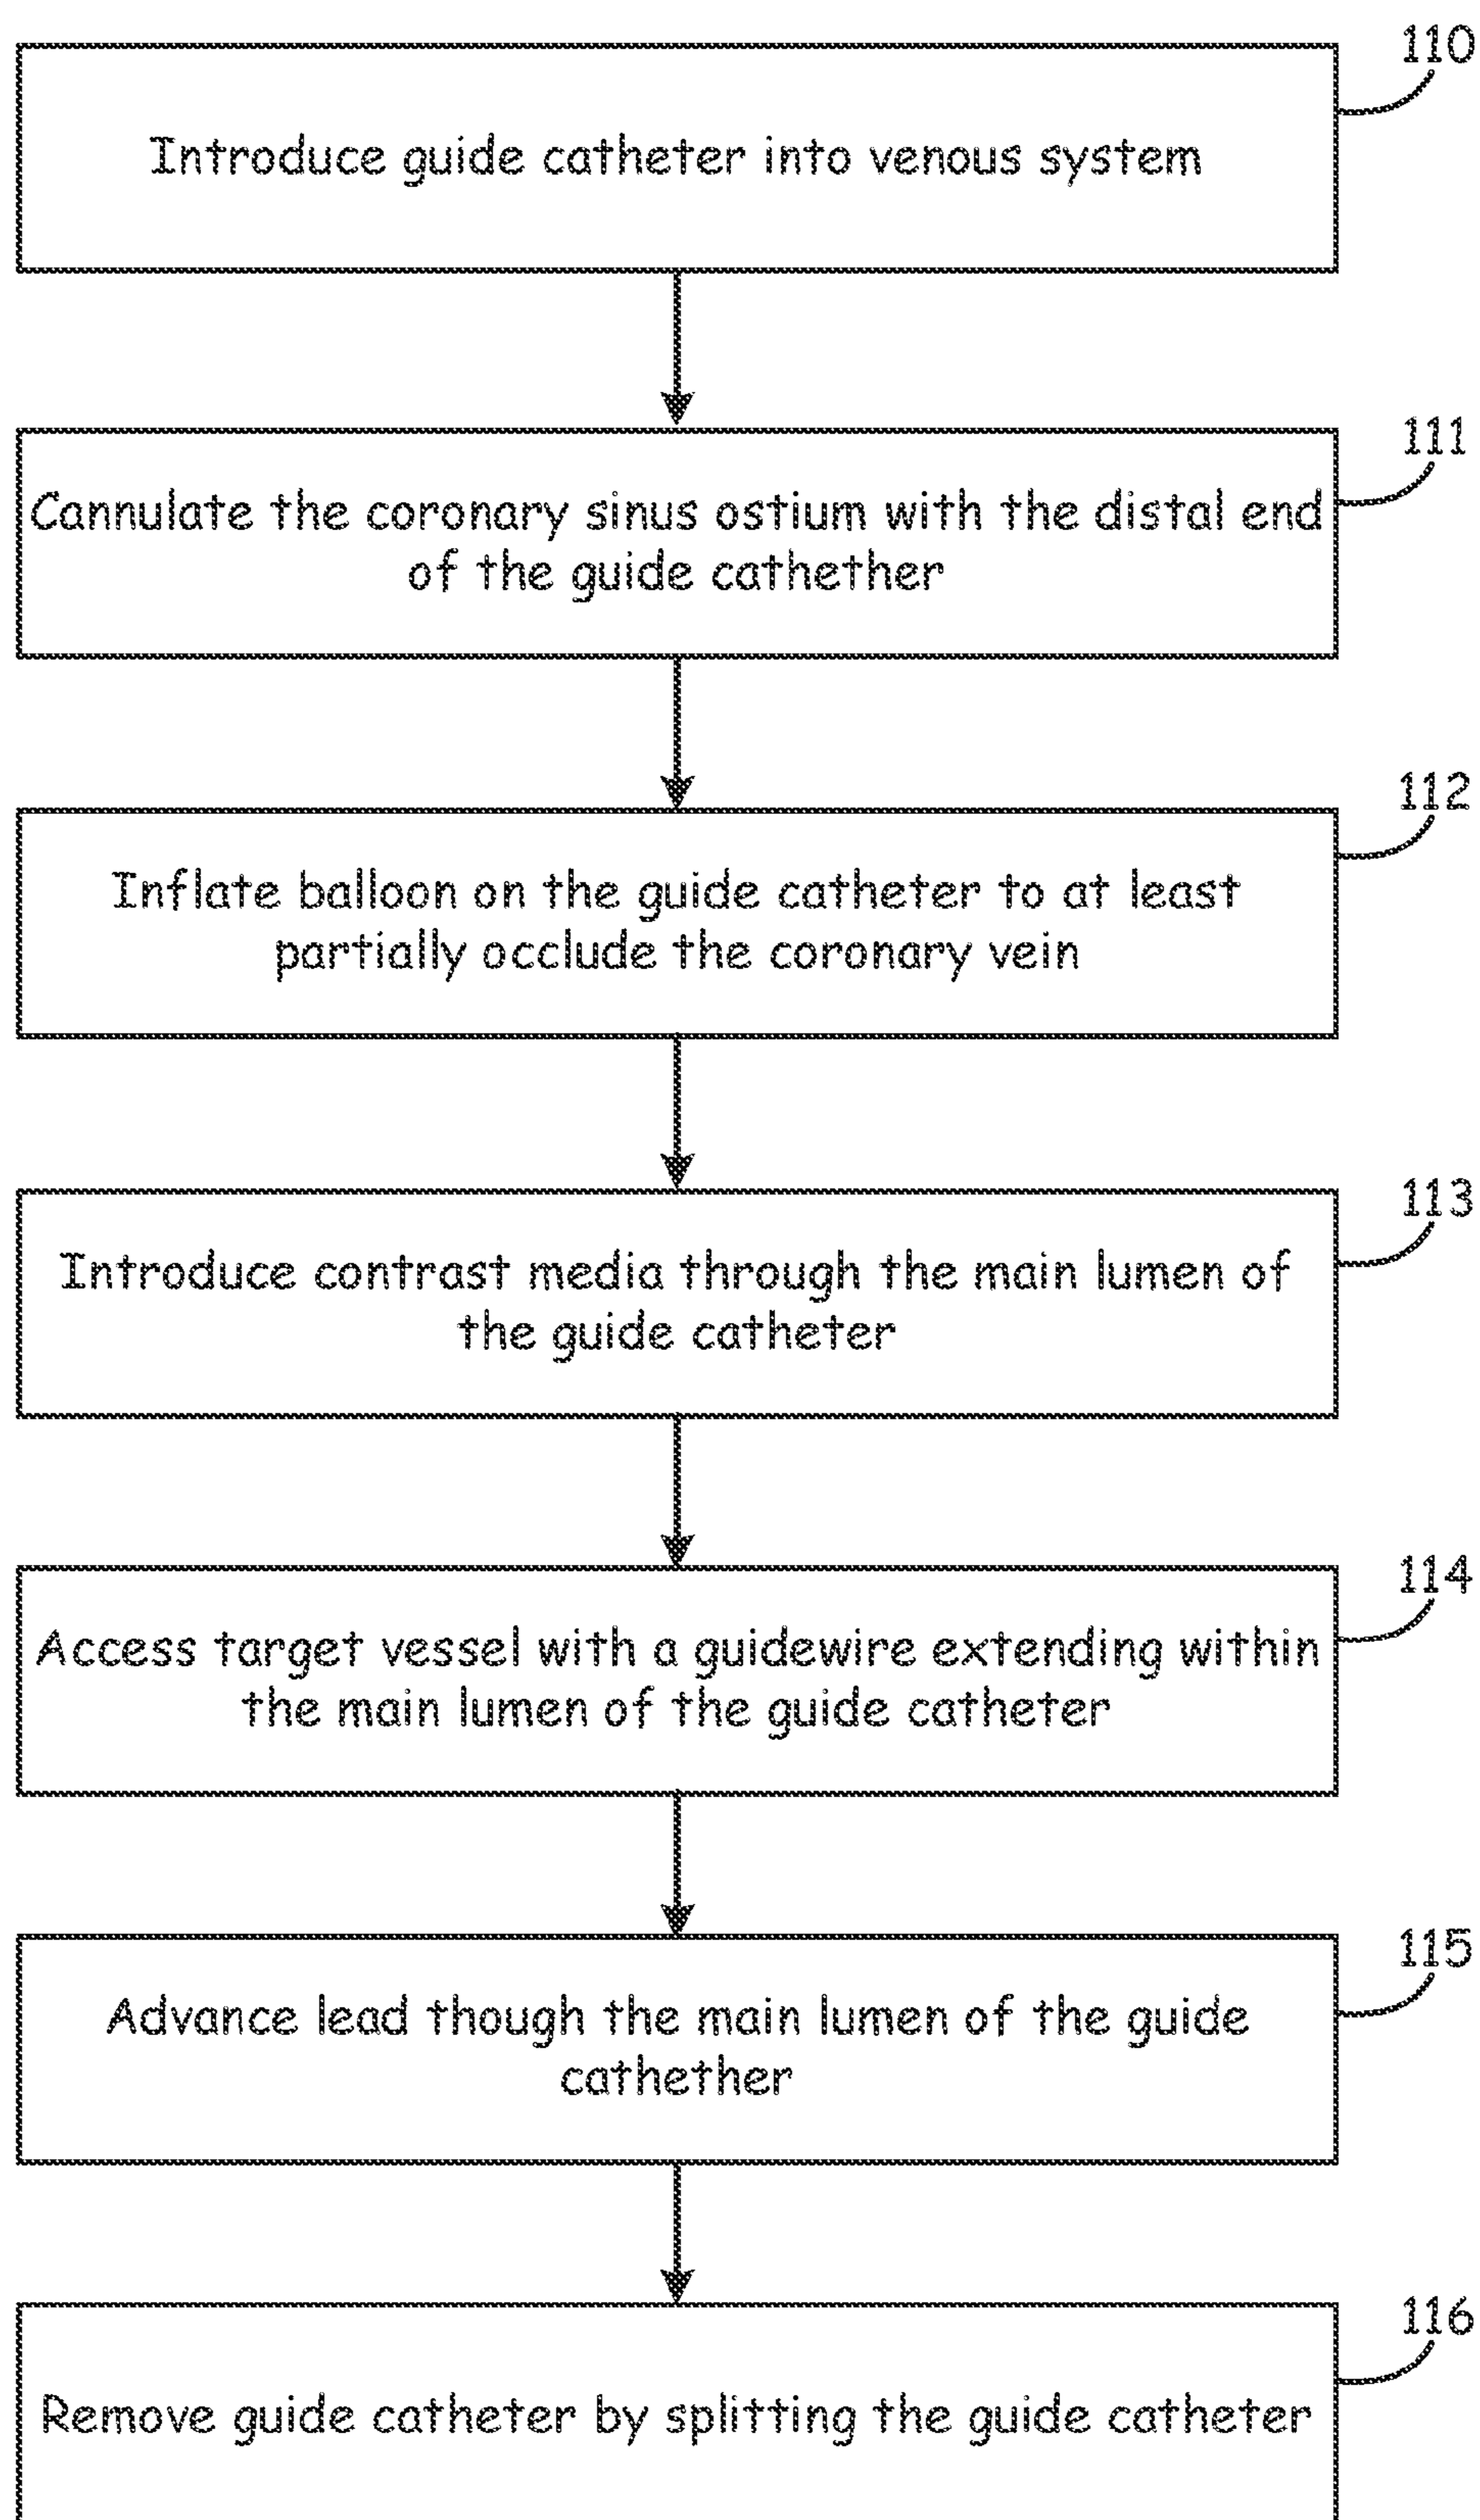 110
Introduce guide catheter into venous system
111
Cannulate the coronary sinus ostium with the distal end
of the guide cathether
112
Inflate balloon on the guide catheter to at least
partially occlude the coronary vein
113
Introduce contrast media through the main lumen of
the guide catheter
114
Access target vessel with a guidewire extending within
the main lumen of the guide catheter
115
Advance lead though the main lumen of the guide
cathether
116
Remove guide catheter by splitting the guide catheter